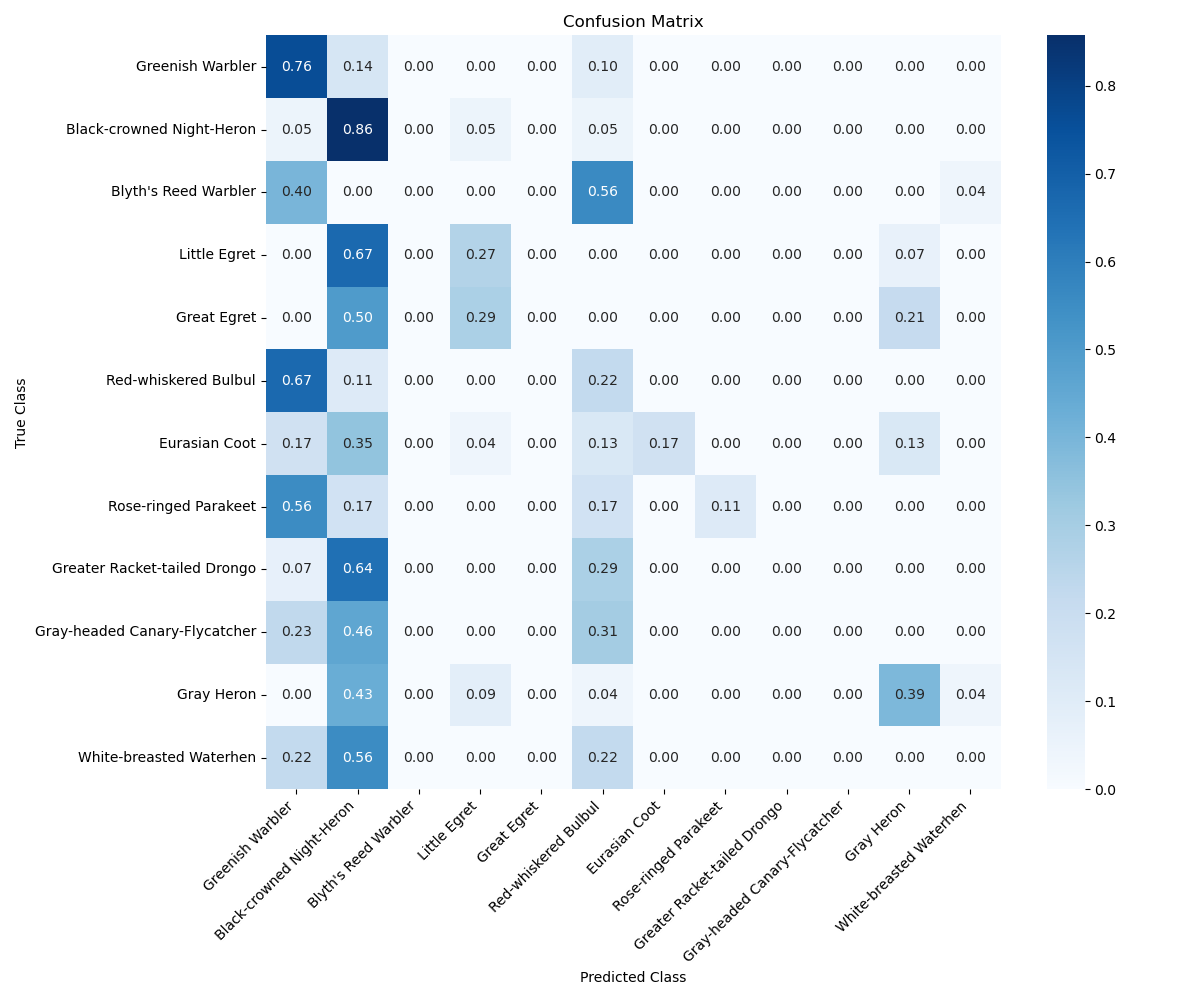 Confusion Matrix
True Class
Greenish Warbler 0.76 0.14 0.00 0.00 0.00 0.10 0.00 0.00 0.00 0.00 0.00 0.00
Black-crowned Night-Heron 0.05 0.86 0.00 0.05 0.00 0.05 0.00 0.00 0.00 0.00 0.00 0.00
Blyth's Reed Warbler 0.40 0.00 0.00 0.00 0.00 0.56 0.00 0.00 0.00 0.00 0.00 0.04
Little Egret 0.00 0.67 0.00 0.27 0.00 0.00 0.00 0.00 0.00 0.00 0.07 0.00
Great Egret 0.00 0.50 0.00 0.29 0.00 0.00 0.00 0.00 0.00 0.00 0.21 0.00
Red-whiskered Bulbul 0.67 0.11 0.00 0.00 0.00 0.22 0.00 0.00 0.00 0.00 0.00 0.00
Eurasian Coot 0.17 0.35 0.00 0.04 0.00 0.13 0.17 0.00 0.00 0.00 0.13 0.00
Rose-ringed Parakeet 0.56 0.17 0.00 0.00 0.00 0.17 0.00 0.11 0.00 0.00 0.00 0.00
Greater Racket-tailed Drongo 0.07 0.64 0.00 0.00 0.00 0.29 0.00 0.00 0.00 0.00 0.00 0.00
Gray-headed Canary-Flycatcher 0.23 0.46 0.00 0.00 0.00 0.31 0.00 0.00 0.00 0.00 0.00 0.00
Gray Heron 0.00 0.43 0.00 0.09 0.00 0.04 0.00 0.00 0.00 0.00 0.39 0.04
White-breasted Waterhen 0.22 0.56 0.00 0.00 0.00 0.22 0.00 0.00 0.00 0.00 0.00 0.00
Greenish Warbler
Black-crowned Night-Heron
Blyth's Reed Warbler
Little Egret
Great Egret
Red-whiskered Bulbul
Eurasian Coot
Rose-ringed Parakeet
Greater Racket-tailed Drongo
Gray-headed Canary-Flycatcher
Gray Heron
White-breasted Waterhen
Predicted Class
0.8
0.7
0.6
0.5
0.4
0.3
0.2
0.1
0.0